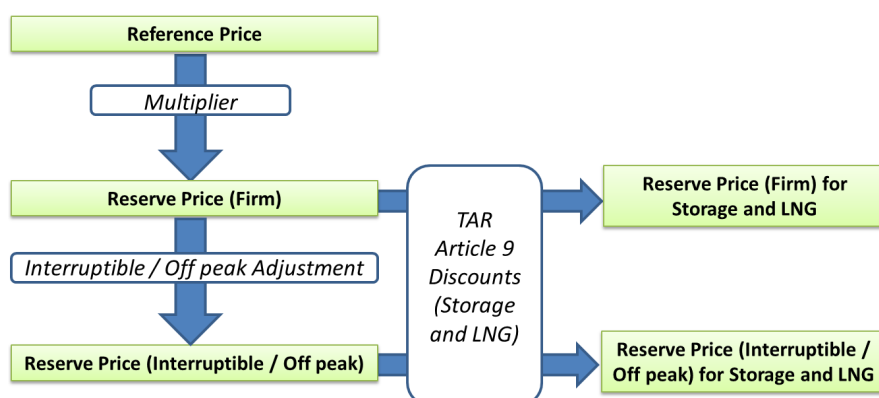 Reference Price
Multiplier
Reserve Price (Firm)
Interruptible / Off peak Adjustment
Reserve Price (Interruptible / Off peak)
TAR
Article 9
Discounts
(Storage
and LNG)
Reserve Price (Firm) for
Storage and LNG
Reserve Price (Interruptible /
Off peak) for Storage and LNG